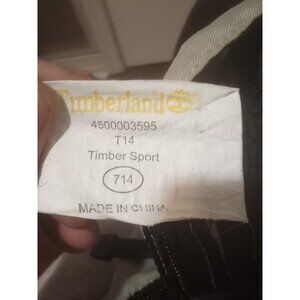 Timberland
4500003595
T14
Timber Sport
714
MADE IN CHINA